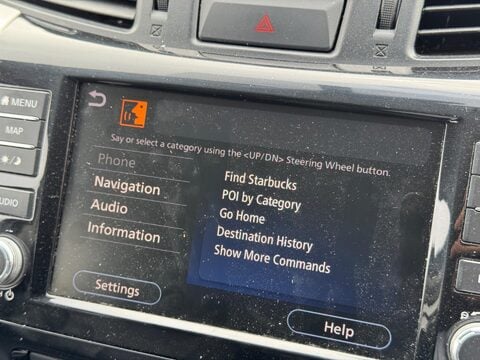 MENU
MAP
Say or select a category using the <UP/DN> Steering Wheel button.
Phone
Navigation
Audio
Information
Find Starbucks
POI by Category
Go Home
Destination History
Show More Commands
Settings
Help